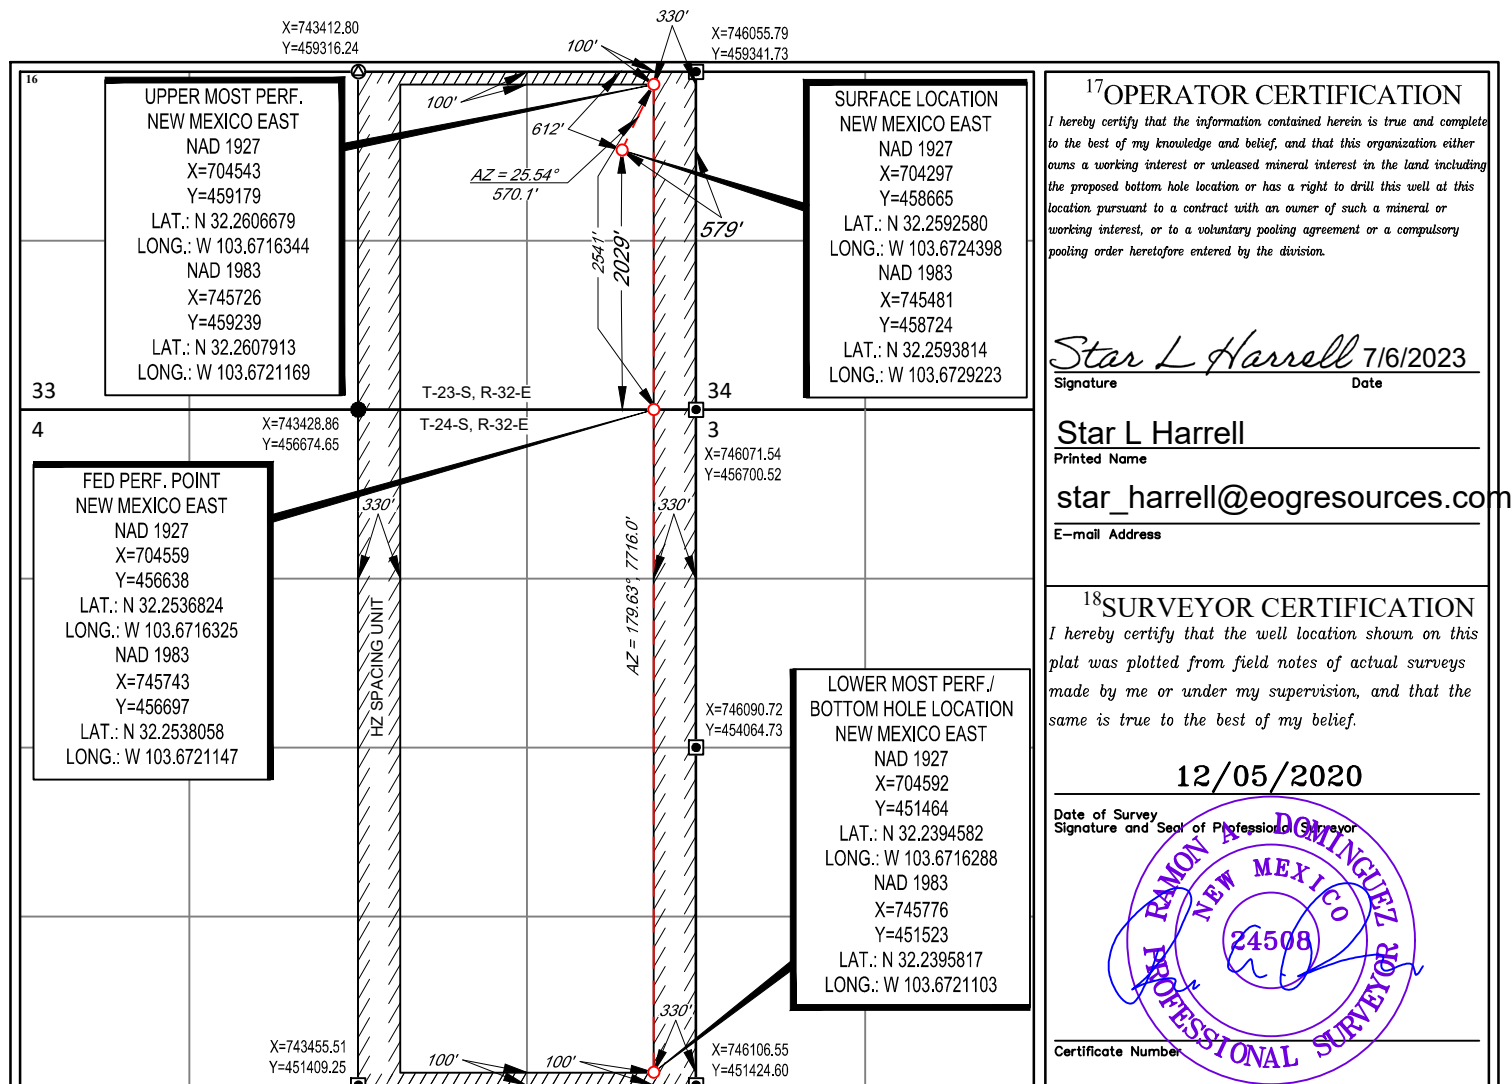 X=743412.80
Y=459316.24
330'
100'
X=746055.79
Y=459341.73
16
UPPER MOST PERF.
NEW MEXICO EAST
NAD 1927
X=704543
Y=459179
LAT.: N 32.2606679
LONG.: W 103.6716344
NAD 1983
X=745726
Y=459239
LAT.: N 32.2607913
LONG.: W 103.6721169
100'
612'
AZ = 25.54°
570.1'
2541'
2029'
579'
SURFACE LOCATION
NEW MEXICO EAST
NAD 1927
X=704297
Y=458665
LAT.: N 32.2592580
LONG.: W 103.6724398
NAD 1983
X=745481
Y=458724
LAT.: N 32.2593814
LONG.: W 103.6729223
33
T-23-S, R-32-E
34
4
T-24-S, R-32-E
3
X=743428.86
Y=456674.65
X=746071.54
Y=456700.52
FED PERF. POINT
NEW MEXICO EAST
NAD 1927
X=704559
Y=456638
LAT.: N 32.2536824
LONG.: W 103.6716325
NAD 1983
X=745743
Y=456697
LAT.: N 32.2538058
LONG.: W 103.6721147
330'
330'
HZ SPACING UNIT
AZ = 179.63°, 7716.0'
X=746090.72
Y=454064.73
LOWER MOST PERF./
BOTTOM HOLE LOCATION
NEW MEXICO EAST
NAD 1927
X=704592
Y=451464
LAT.: N 32.2394582
LONG.: W 103.6716288
NAD 1983
X=745776
Y=451523
LAT.: N 32.2395817
LONG.: W 103.6721103
330'
X=743455.51
Y=451409.25
100'
100'
X=746106.55
Y=451424.60
17OPERATOR CERTIFICATION
I hereby certify that the information contained herein is true and complete
to the best of my knowledge and belief, and that this organization either
owns a working interest or unleased mineral interest in the land including
the proposed bottom hole location or has a right to drill this well at this
location pursuant to a contract with an owner of such a mineral or
working interest, or to a voluntary pooling agreement or a compulsory
pooling order heretofore entered by the division.
Star L Harrell 7/6/2023
Signature Date
Star L Harrell
Printed Name
star_harrell@eogresources.com
E-mail Address
18SURVEYOR CERTIFICATION
I hereby certify that the well location shown on this
plat was plotted from field notes of actual surveys
made by me or under my supervision, and that the
same is true to the best of my belief.
12/05/2020
Date of Survey
Signature and Seal of Professional Surveyor
RAMON A. DOMINGUEZ
NEW MEXICO
24508
PROFESSIONAL SURVEYOR
Certificate Number